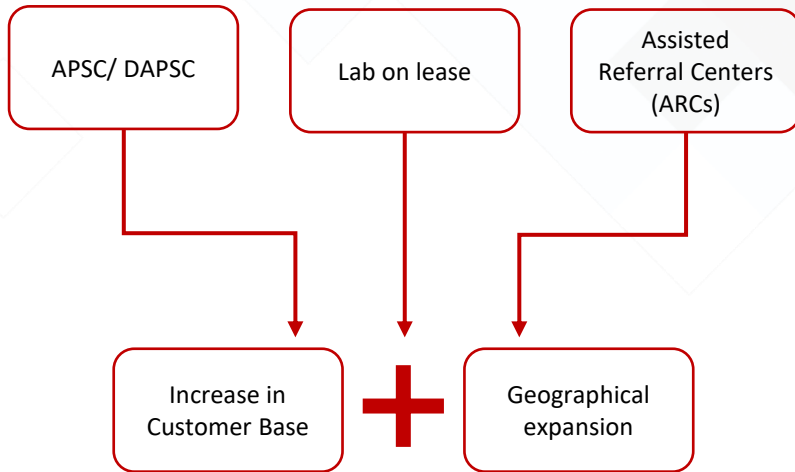 APSC/ DAPSC
Lab on lease
Assisted
Referral Centers
(ARCs)
Increase in
Customer Base
Geographical
expansion